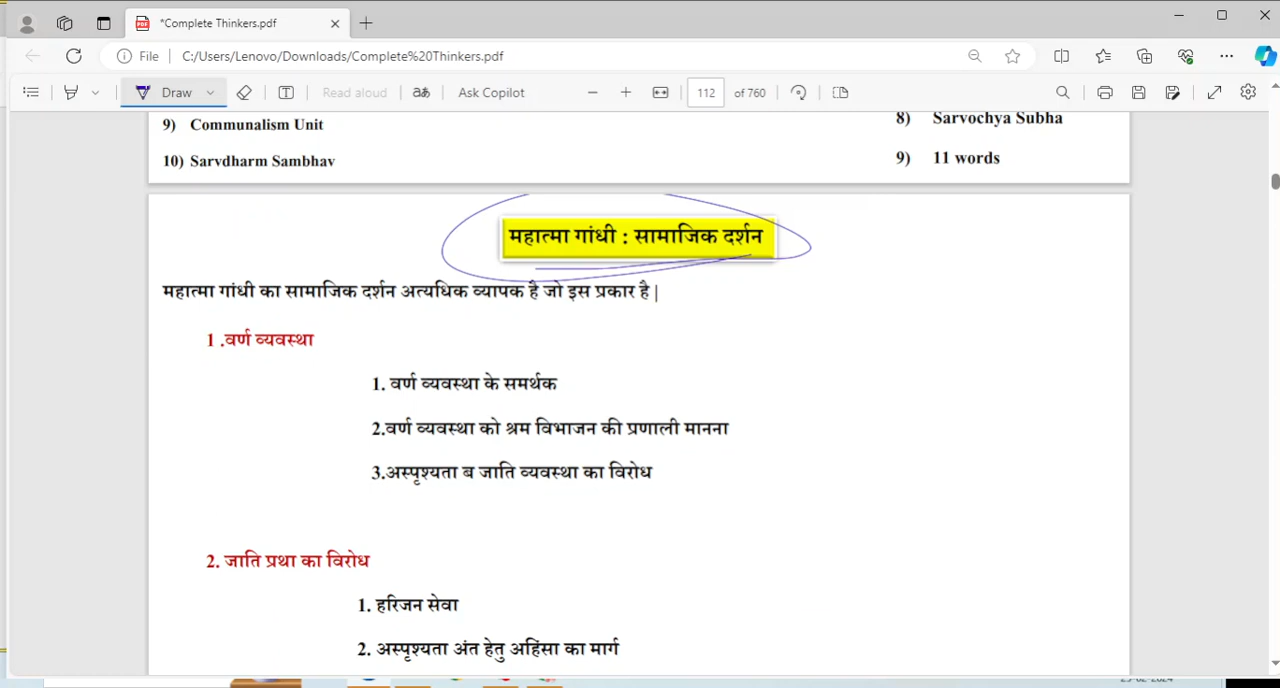 *Complete Thinkers.pdf
File C:/Users/Lenovo/Downloads/Complete%20Thinkers.pdf
Draw Read aloud Ask Copilot 112 of 760
9) Communalism Unit
8) Sarvochya Subha
10) Sarvdharm Sambhav
9) 11 words
महात्मा गांधी : सामाजिक दर्शन
महात्मा गांधी का सामाजिक दर्शन अत्यधिक व्यापक है जो इस प्रकार है |
1 .वर्ण व्यवस्था
1. वर्ण व्यवस्था के समर्थक
2.वर्ण व्यवस्था को श्रम विभाजन की प्रणाली मानना
3.अस्पृश्यता ब जाति व्यवस्था का विरोध
2. जाति प्रथा का विरोध
1. हरिजन सेवा
2. अस्पृश्यता अंत हेतु अहिंसा का मार्ग